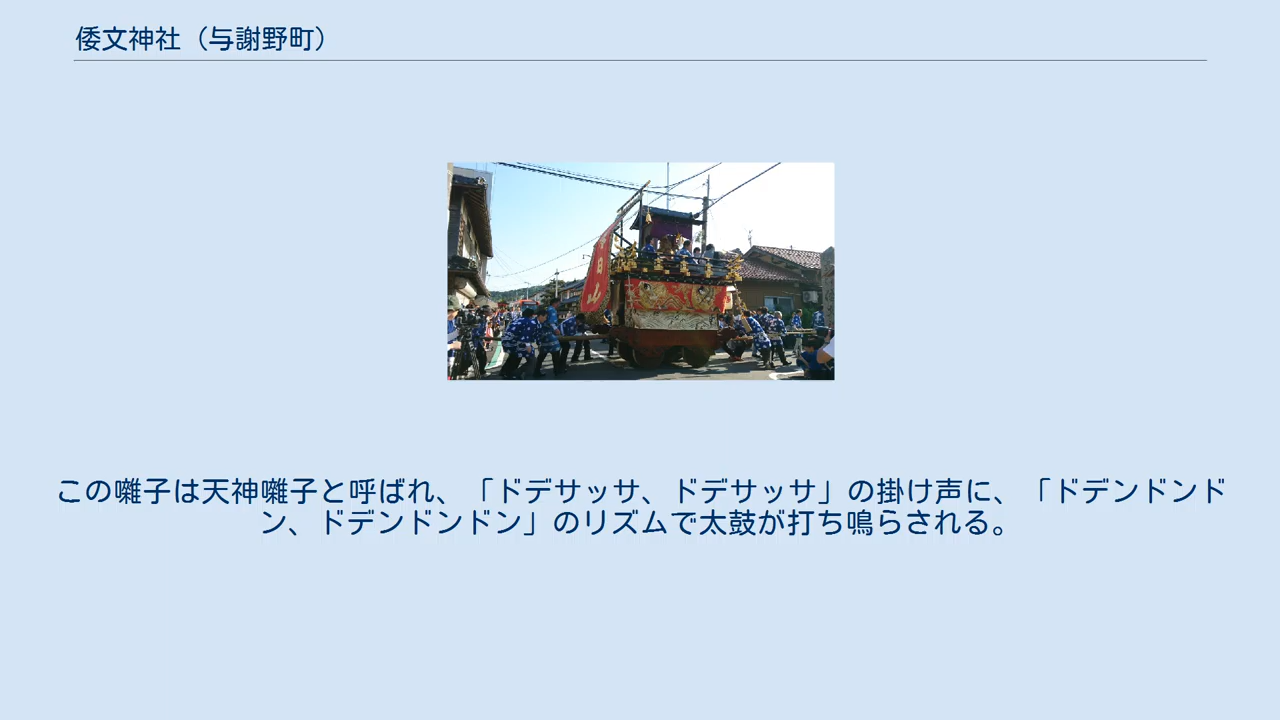 倭文神社（与謝野町）
日山
この囃子は天神囃子と呼ばれ、「ドデサッサ、ドデサッサ」の掛け声に、「ドデンドンド
ン、ドデンドンドン」のリズムで太鼓が打ち鳴らされる。